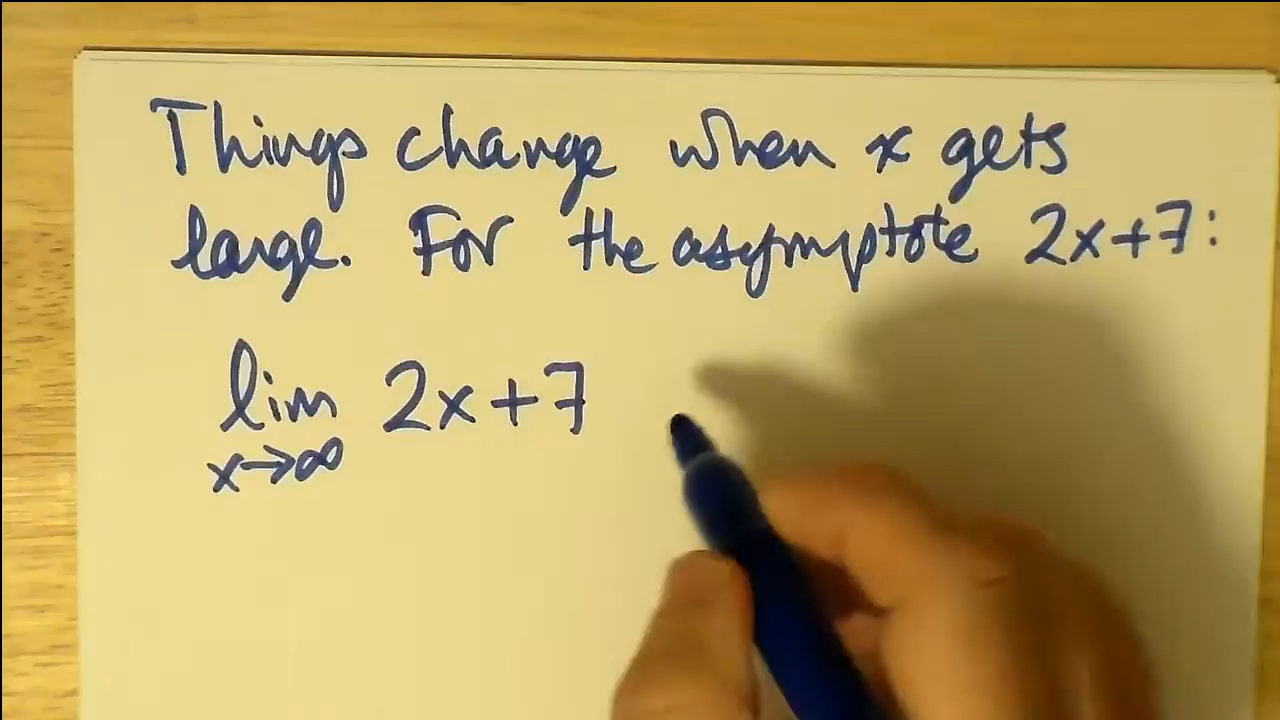 Things change when x gets
large. For the asymptote 2x+7:
lim 2x+7
x→∞